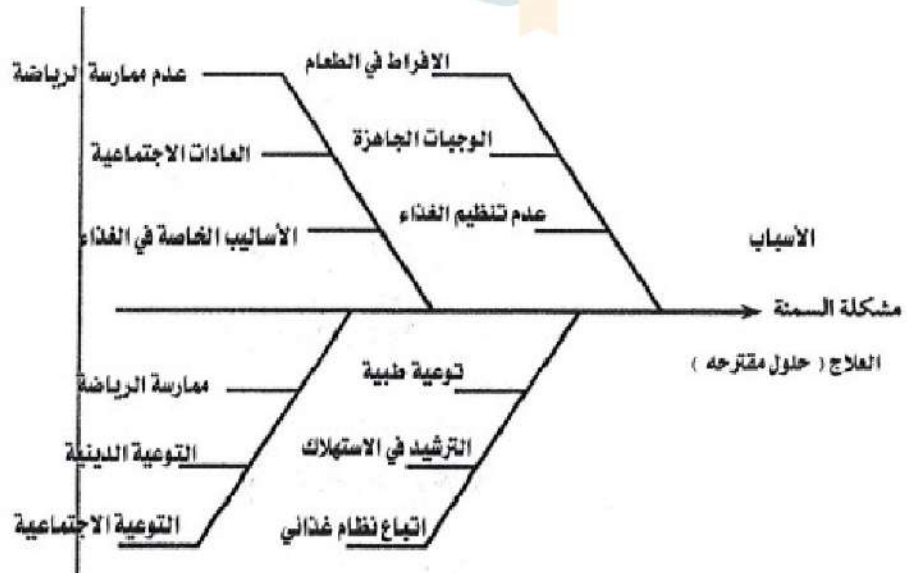 الافراط في الطعام
عدم ممارسة الرياضة
الوجبات الجاهزة
العادات الاجتماعية
عدم تنظيم الغذاء
الأساليب الخاصة في الغذاء
الأسباب
مشكلة السمنة
العلاج ( حلول مقترحه )
توعية طبية
ممارسة الرياضة
الترشيد في الاستهلاك
التوعية الدينية
اتباع نظام غذائي
التوعية الاجتماعية